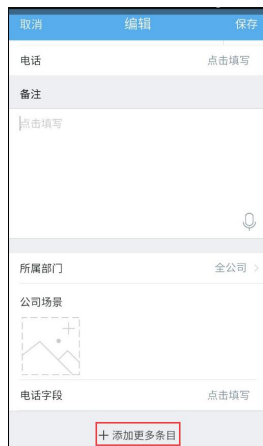 取消 编辑 保存
电话 点击填写
备注
点击填写
所属部门 全公司
公司场景
电话字段 点击填写
+ 添加更多条目